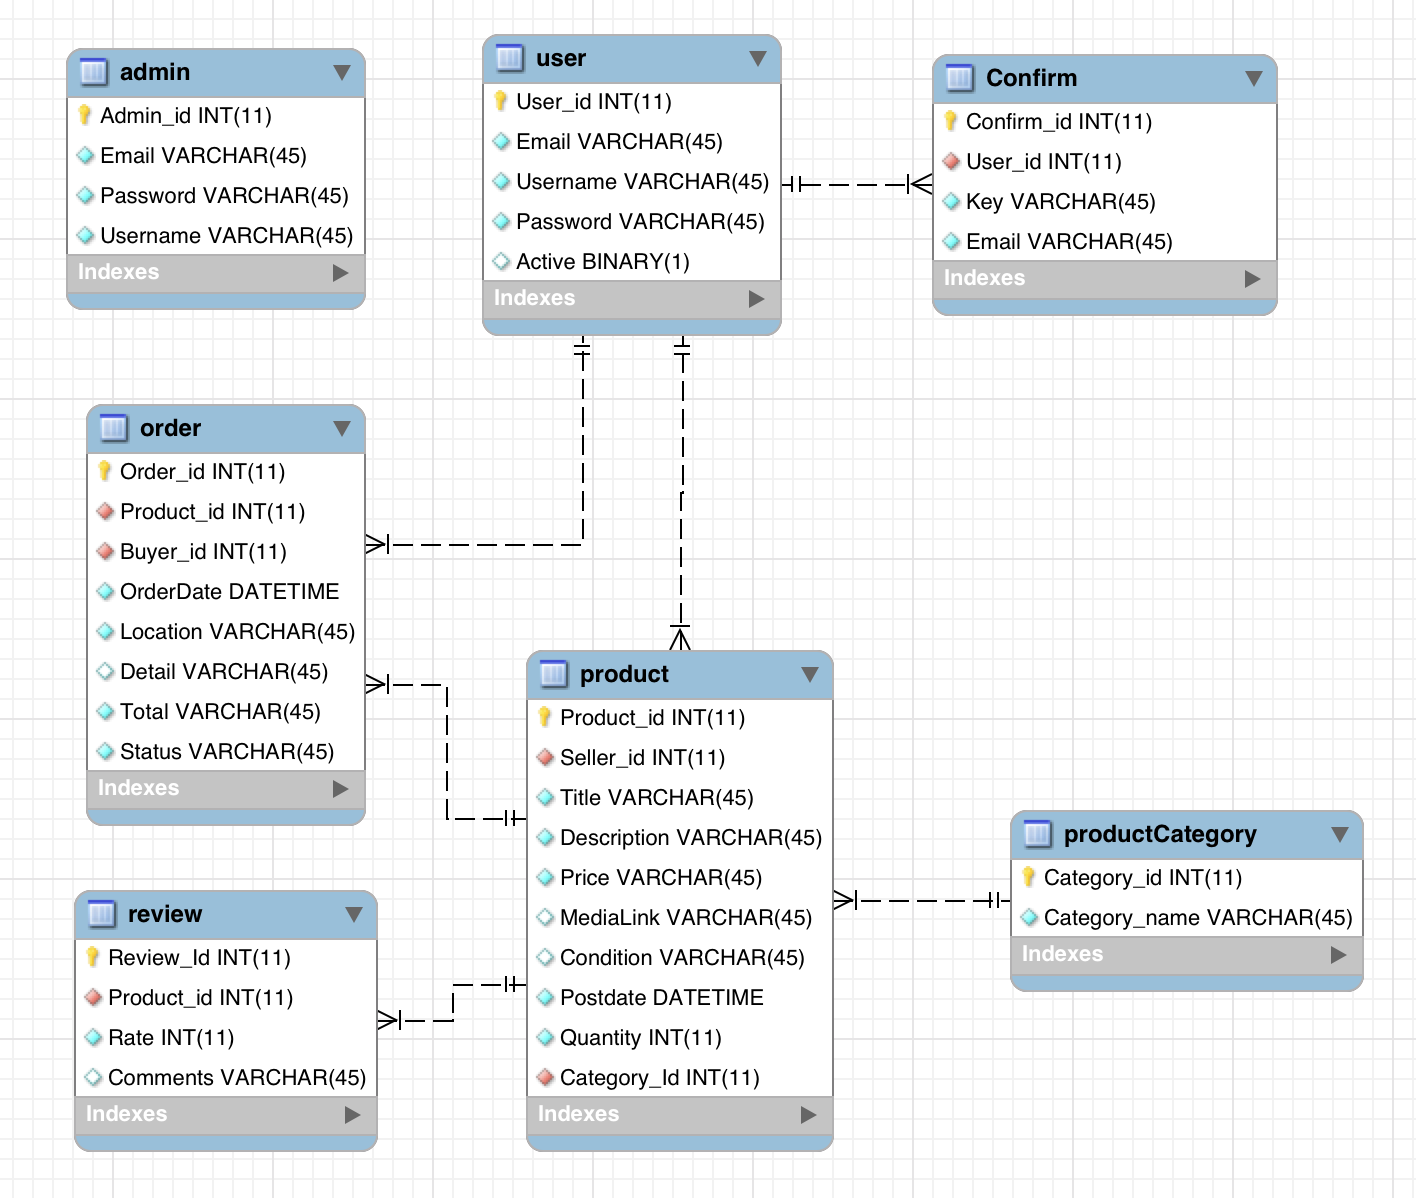 admin
Admin_id INT(11)
Email VARCHAR(45)
Password VARCHAR(45)
Username VARCHAR(45)
Indexes
user
User_id INT(11)
Email VARCHAR(45)
Username VARCHAR(45)
Password VARCHAR(45)
Active BINARY(1)
Indexes
Confirm
Confirm_id INT(11)
User_id INT(11)
Key VARCHAR(45)
Email VARCHAR(45)
Indexes
order
Order_id INT(11)
Product_id INT(11)
Buyer_id INT(11)
OrderDate DATETIME
Location VARCHAR(45)
Detail VARCHAR(45)
Total VARCHAR(45)
Status VARCHAR(45)
Indexes
product
Product_id INT(11)
Seller_id INT(11)
Title VARCHAR(45)
Description VARCHAR(45)
Price VARCHAR(45)
MediaLink VARCHAR(45)
Condition VARCHAR(45)
Postdate DATETIME
Quantity INT(11)
Category_Id INT(11)
Indexes
productCategory
Category_id INT(11)
Category_name VARCHAR(45)
Indexes
review
Review_Id INT(11)
Product_id INT(11)
Rate INT(11)
Comments VARCHAR(45)
Indexes